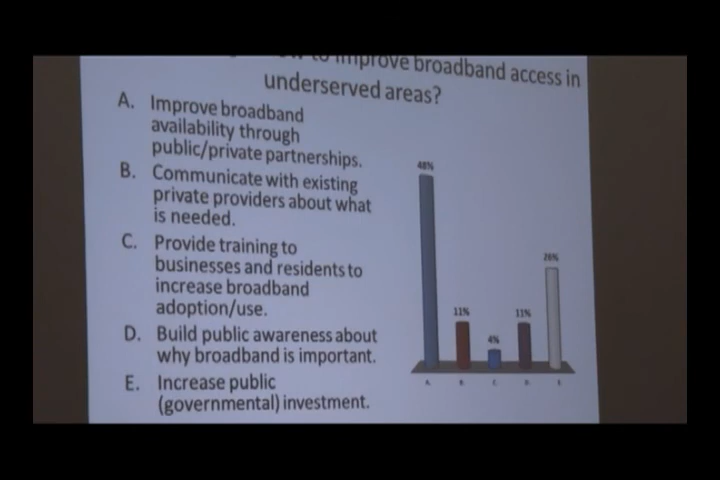 to improve broadband access in
underserved areas?
A. Improve broadband
availability through
public/private partnerships.
B. Communicate with existing
private providers about what
is needed.
C. Provide training to
businesses and residents to
increase broadband
adoption/use.
D. Build public awareness about
why broadband is important.
E. Increase public
(governmental) investment.
48%
11%
4%
11%
26%
A. B. C. D. E.